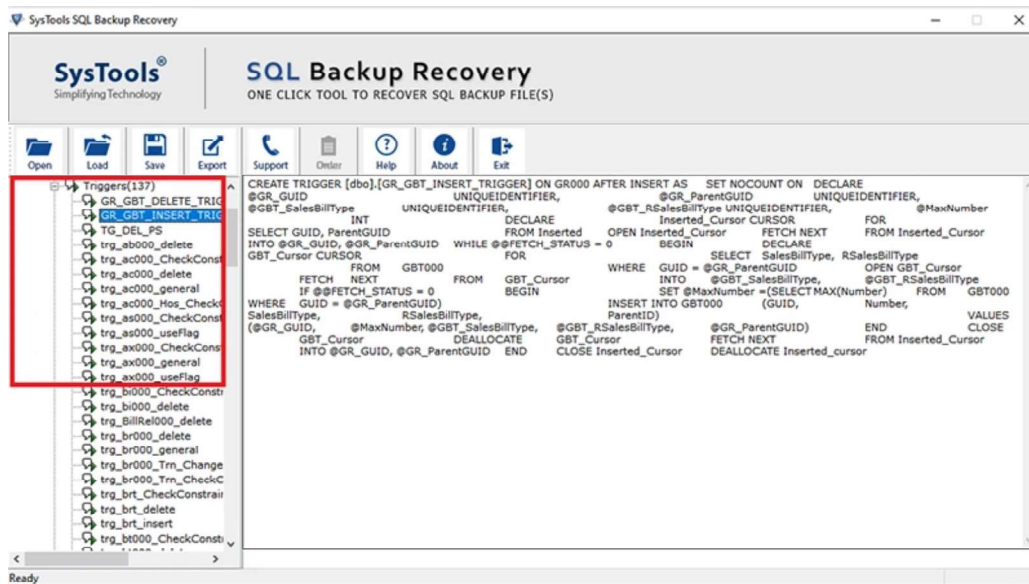 SysTools SQL Backup Recovery
SysTools®
Simplifying Technology
SQL Backup Recovery
ONE CLICK TOOL TO RECOVER SQL BACKUP FILE(S)
Open Load Save Export Support Order Help About Exit
Triggers(137)
GR_GBT_DELETE_TRIG
GR_GBT_INSERT_TRIG
TG_DEL_PS
trg_ab000_delete
trg_ac000_CheckConst
trg_ac000_delete
trg_ac000_general
trg_ac000_Hos_Check
trg_as000_CheckConst
trg_as000_useFlag
trg_ax000_CheckCons
trg_ax000_general
trg_ax000_useFlag
trg_bi000_CheckConstr
trg_bi000_delete
trg_BillRel000_delete
trg_br000_delete
trg_br000_general
trg_br000_Trn_Change
trg_br000_Trn_CheckC
trg_brt_CheckConstrair
trg_brt_delete
trg_brt_insert
trg_bt000_CheckConst
CREATE TRIGGER [dbo].[GR_GBT_INSERT_TRIGGER] ON GR000 AFTER INSERT AS SET NOCOUNT ON DECLARE
@GR_GUID UNIQUEIDENTIFIER, @GR_ParentGUID UNIQUEIDENTIFIER,
@GBT_SalesBillType UNIQUEIDENTIFIER, @GBT_RSalesBillType UNIQUEIDENTIFIER, @MaxNumber
INT DECLARE Inserted_Cursor CURSOR FOR
SELECT GUID, ParentGUID FROM Inserted OPEN Inserted_Cursor FETCH NEXT FROM Inserted_Cursor
INTO @GR_GUID, @GR_ParentGUID WHILE @@FETCH_STATUS = 0 BEGIN DECLARE
GBT_Cursor CURSOR FOR SELECT SalesBillType, RSalesBillType
FROM GBT000 WHERE GUID = @GR_ParentGUID OPEN GBT_Cursor
FETCH NEXT FROM GBT_Cursor INTO @GBT_SalesBillType, @GBT_RSalesBillType
IF @@FETCH_STATUS = 0 BEGIN SET @MaxNumber =(SELECT MAX(Number) FROM GBT000
WHERE GUID = @GR_ParentGUID) INSERT INTO GBT000 (GUID, Number,
SalesBillType, RSalesBillType, ParentID) VALUES
(@GR_GUID, @MaxNumber, @GBT_SalesBillType, @GBT_RSalesBillType, @GR_ParentGUID) END CLOSE
GBT_Cursor DEALLOCATE GBT_Cursor FETCH NEXT FROM Inserted_Cursor
INTO @GR_GUID, @GR_ParentGUID END CLOSE Inserted_Cursor DEALLOCATE Inserted_cursor
Ready